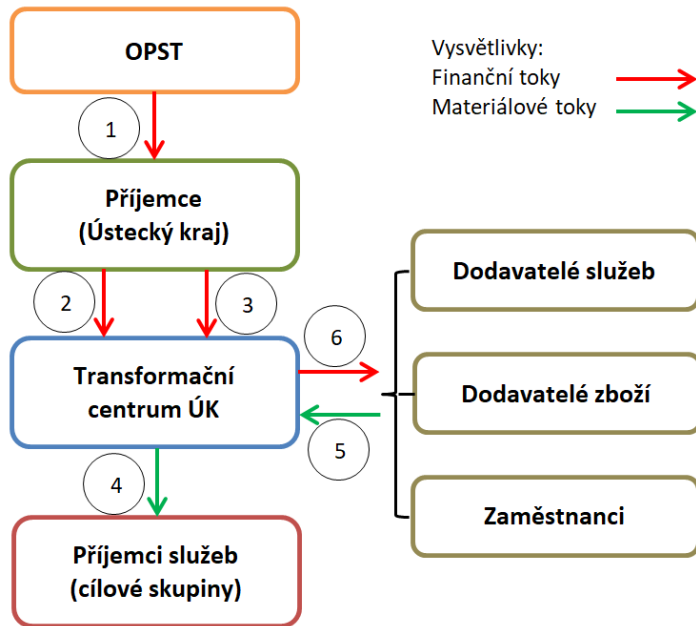 OPST
Vysvětlivky:
Finanční toky
Materiálové toky
1
Příjemce
(Ústecký kraj)
2
3
Dodavatelé služeb
6
Transformační
centrum ÚK
Dodavatelé zboží
5
4
Zaměstnanci
Příjemci služeb
(cílové skupiny)